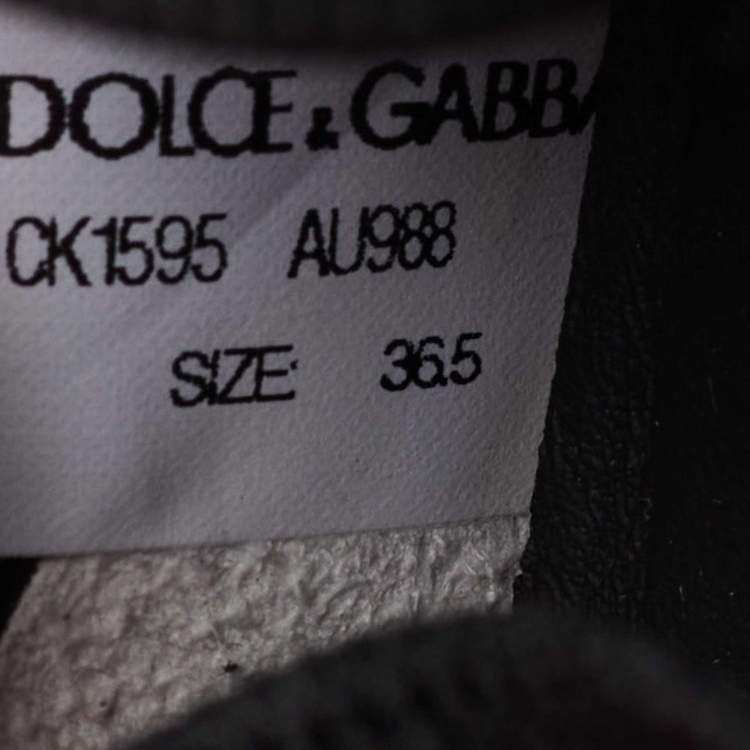 DOLCE & GABBA
CK1595 AU988
SIZE: 36.5